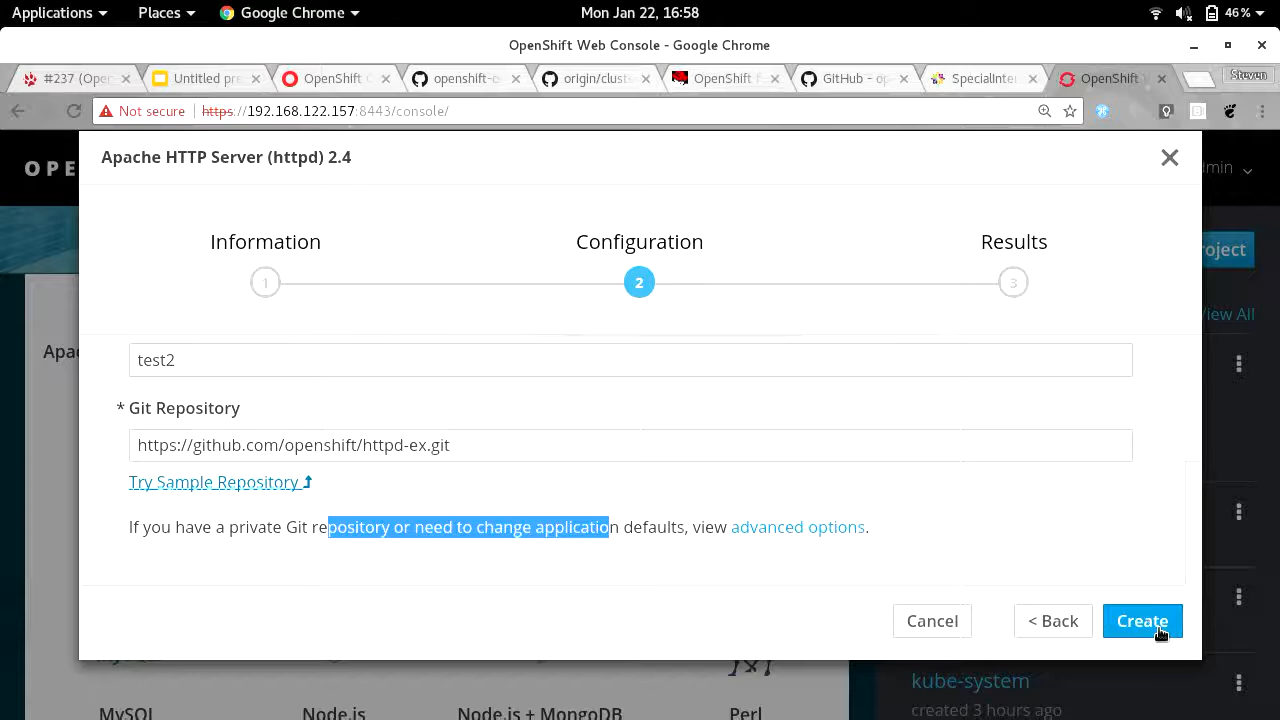 Applications Places Google Chrome Mon Jan 22, 16:58 46%
OpenShift Web Console - Google Chrome
#237 (Ope Untitled pre OpenShift C openshift-o origin/clust OpenShift f GitHub - op SpecialInte OpenShift Steven
Not secure https://192.168.122.157:8443/console/
Apache HTTP Server (httpd) 2.4
OPE
dmin
Information Configuration Results
1 2 3
roject
View All
Apac
test2
* Git Repository
https://github.com/openshift/httpd-ex.git
Try Sample Repository
If you have a private Git repository or need to change application defaults, view advanced options.
Cancel < Back Create
kube-system
created 3 hours ago
MySQL Node.js Node.js + MongoDB Perl